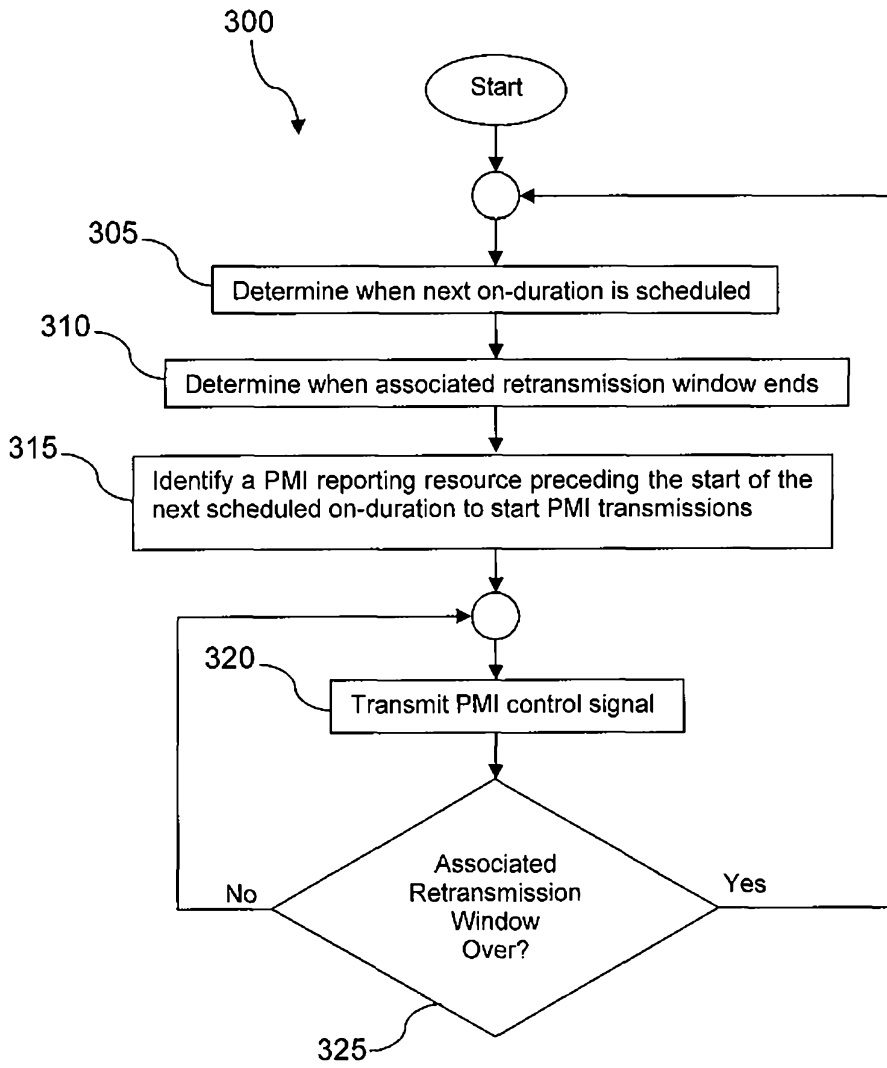 300
Start
305
Determine when next on-duration is scheduled
310
Determine when associated retransmission window ends
315
Identify a PMI reporting resource preceding the start of the
next scheduled on-duration to start PMI transmissions
320
Transmit PMI control signal
Associated
Retransmission
Window
Over?
No
Yes
325